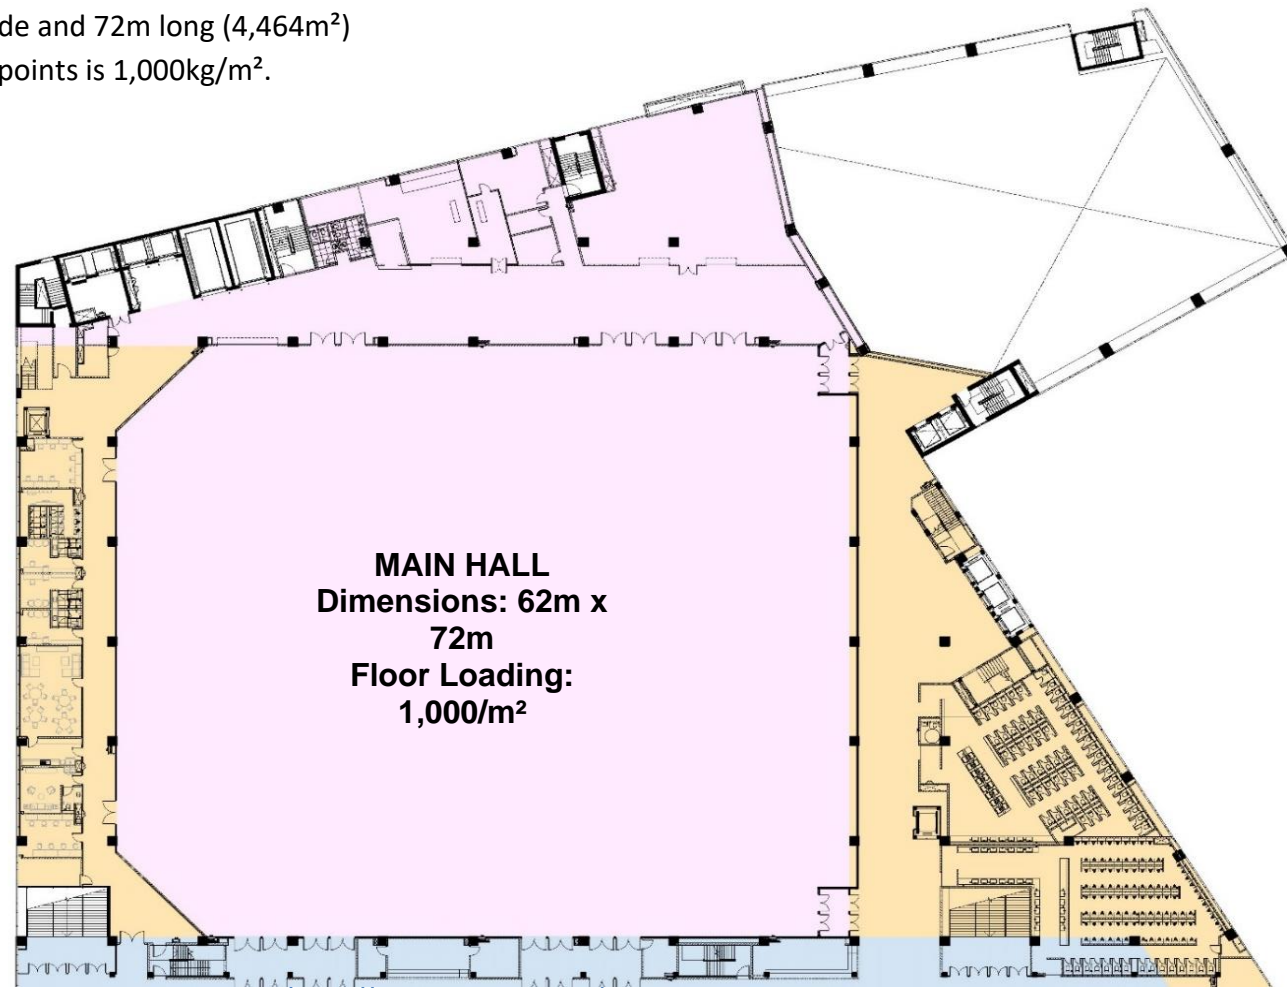 de and 72m long (4,464m²)
points is 1,000kg/m².
MAIN HALL
Dimensions: 62m x
72m
Floor Loading:
1,000/m²